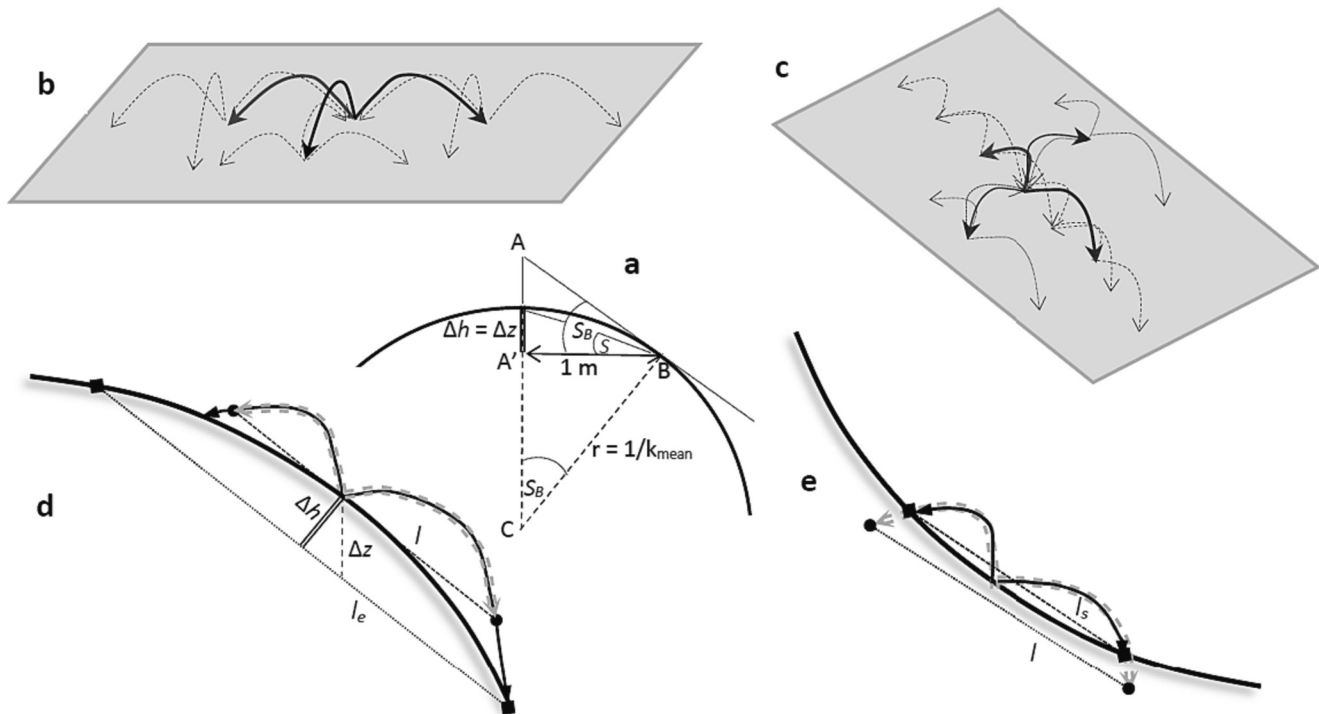 b
c
A
a
Δh = Δz
S_B
S
A'
1 m
B
r = 1/k_mean
S_B
C
d
Δh
Δz
l
l_e
e
l_s
l